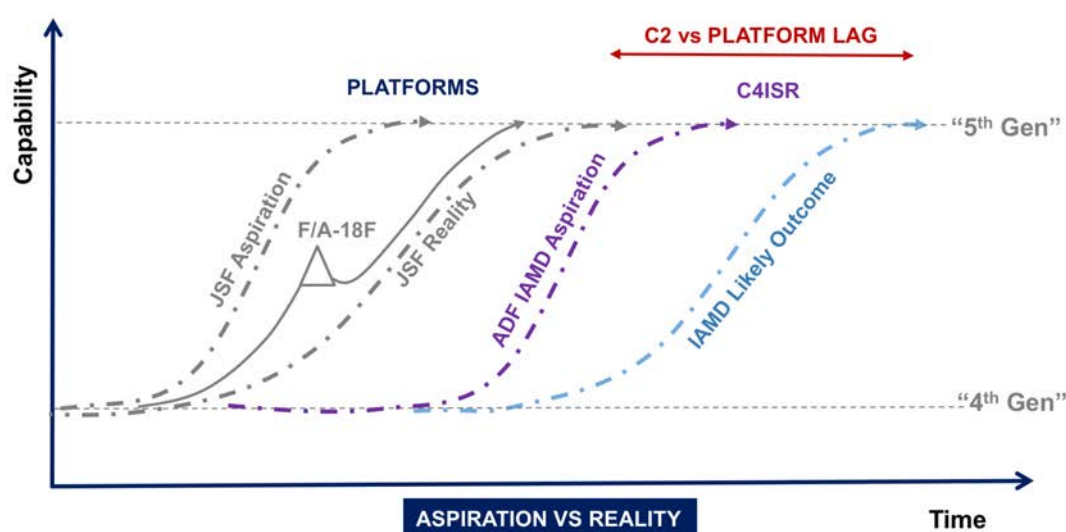 C2 vs PLATFORM LAG
PLATFORMS
C4ISR
Capability
"5th Gen"
JSF Aspiration
F/A-18F
JSF Reality
ADF IAMD Aspiration
IAMD Likely Outcome
"4th Gen"
ASPIRATION VS REALITY
Time